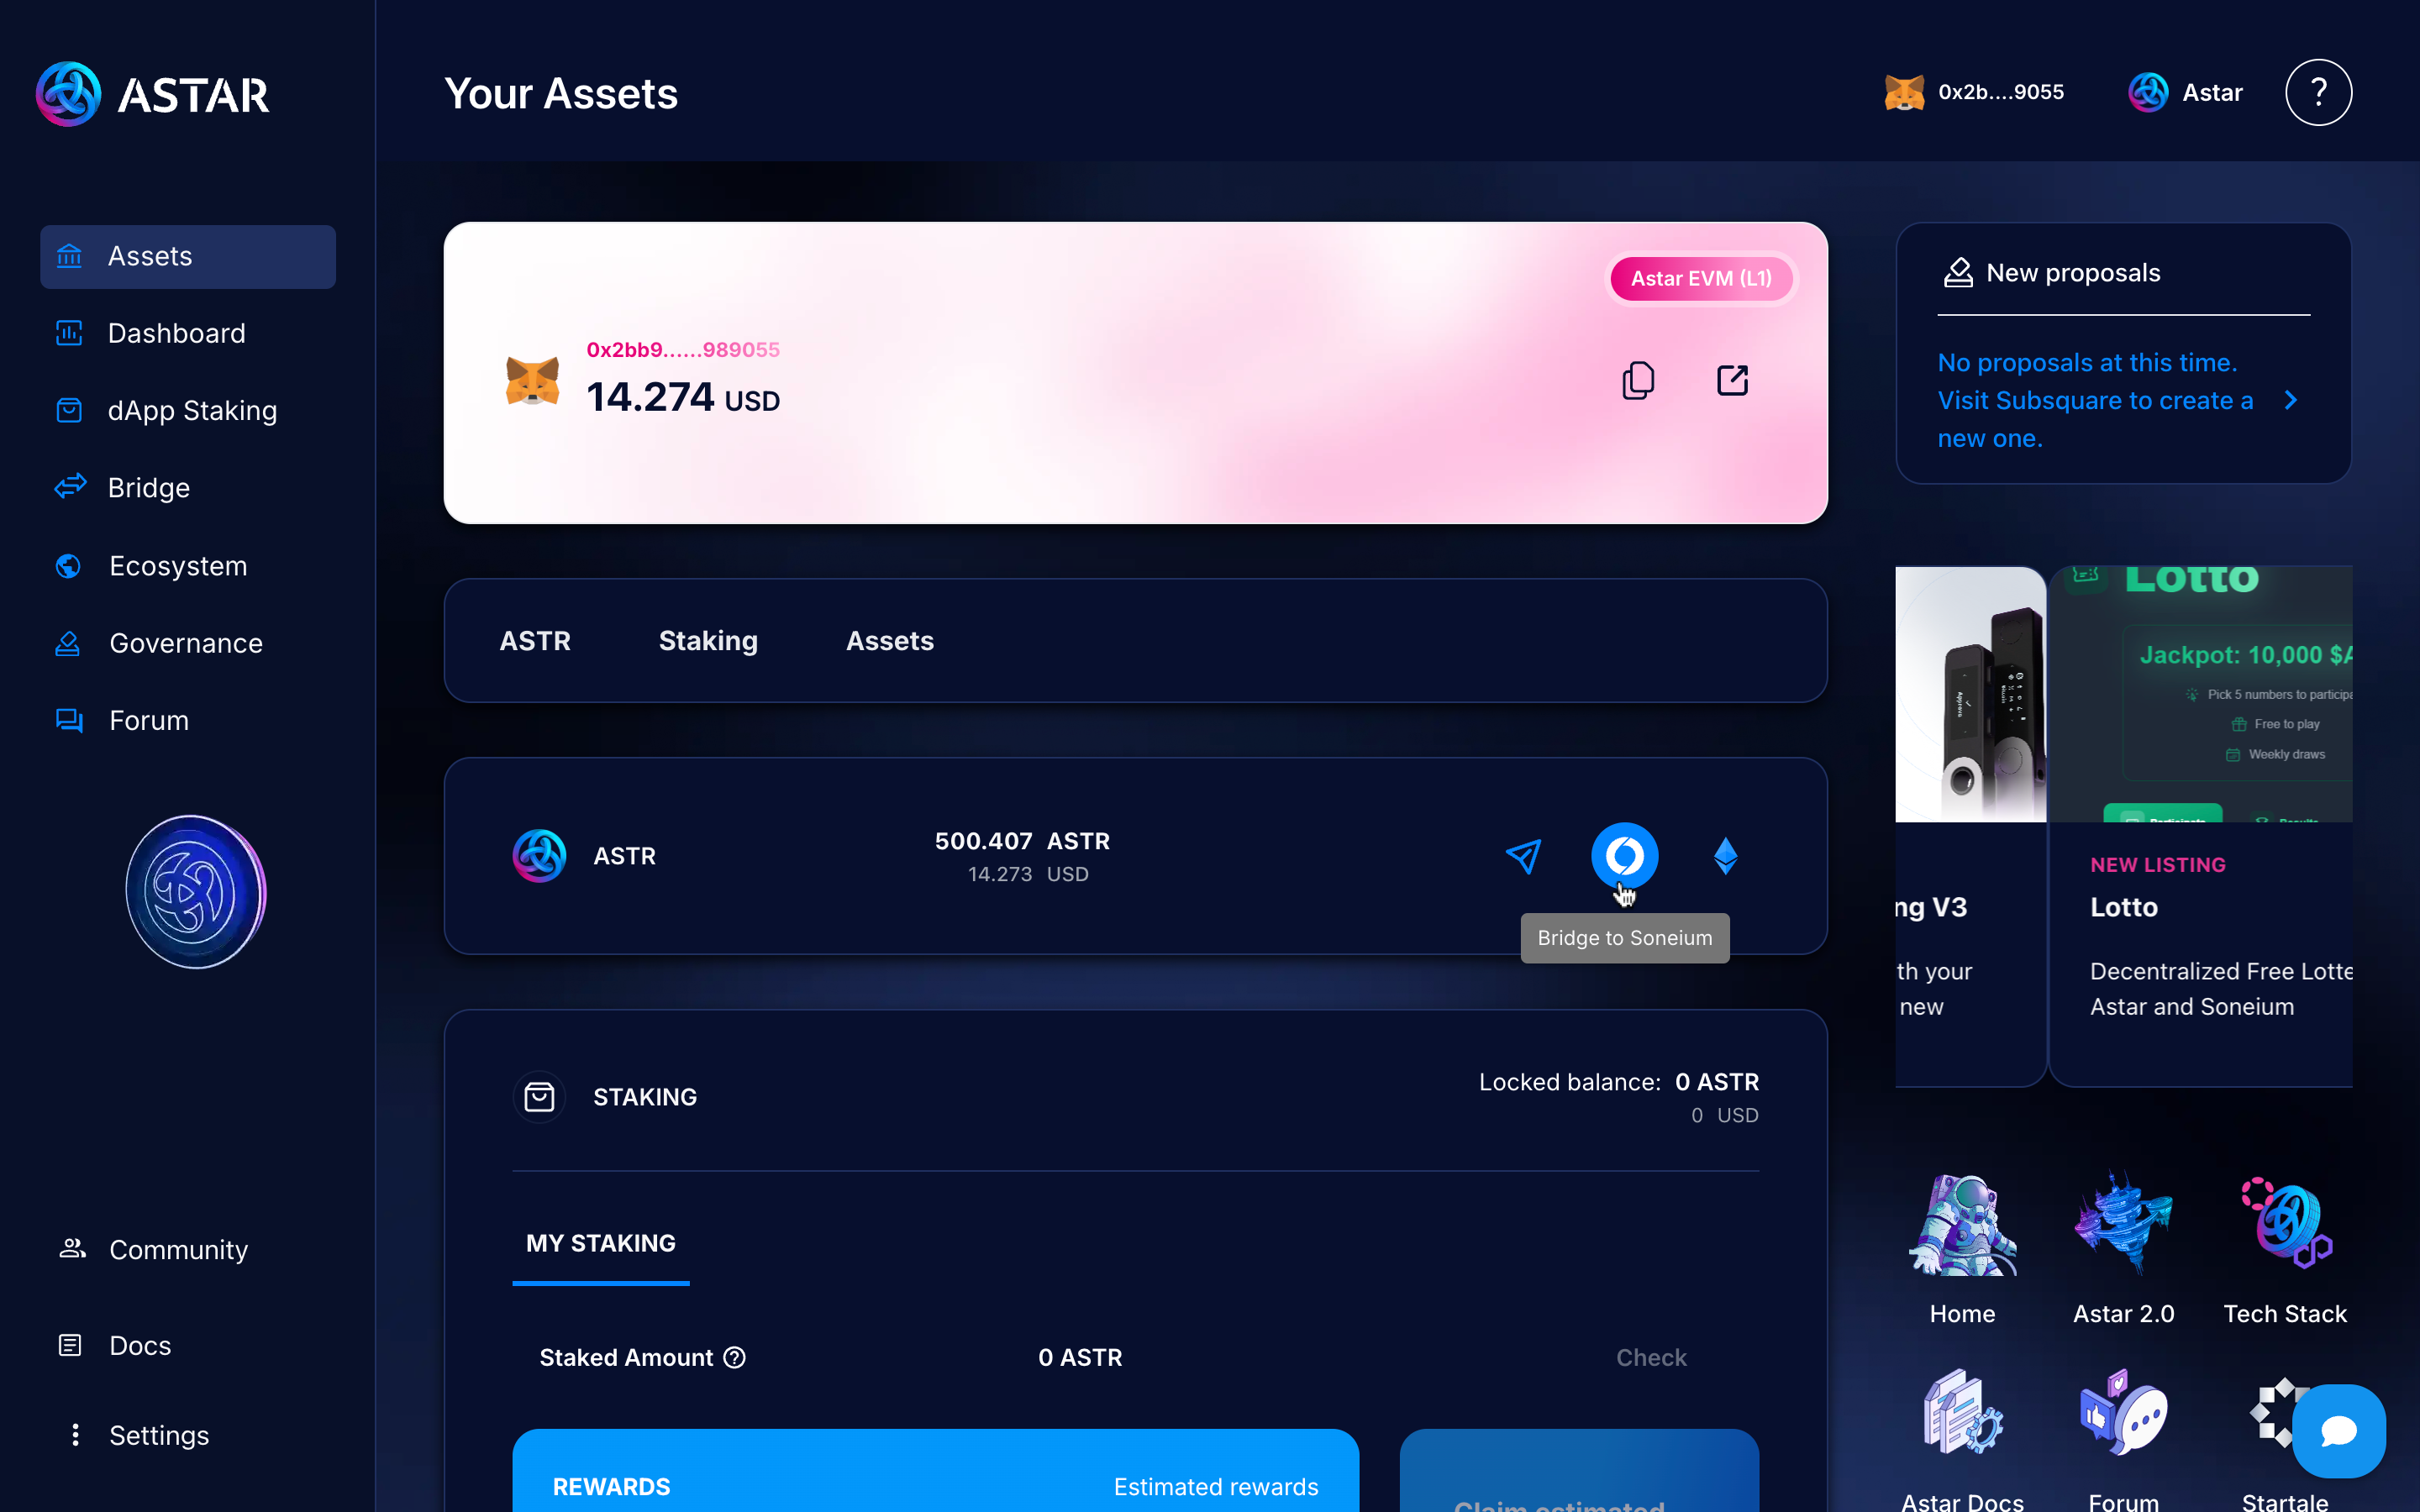 ASTAR
Your Assets
0x2b....9055
Astar
?
Assets
Dashboard
dApp Staking
Bridge
Ecosystem
Governance
Forum
Community
Docs
Settings
Astar EVM (L1)
0x2bb9......989055
14.274 USD
ASTR Staking Assets
ASTR
500.407 ASTR
14.273 USD
Bridge to Soneium
STAKING
Locked balance: 0 ASTR
0 USD
MY STAKING
Staked Amount ?
0 ASTR
Check
REWARDS
Estimated rewards
Claim estimated
New proposals
No proposals at this time.
Visit Subsquare to create a
new one.
ng V3
th your
new
Lotto
Jackpot: 10,000 $A
Pick 5 numbers to participa
Free to play
Weekly draws
Participate
Results
NEW LISTING
Lotto
Decentralized Free Lotte
Astar and Soneium
Home
Astar 2.0
Tech Stack
Astar Docs
Forum
Startale